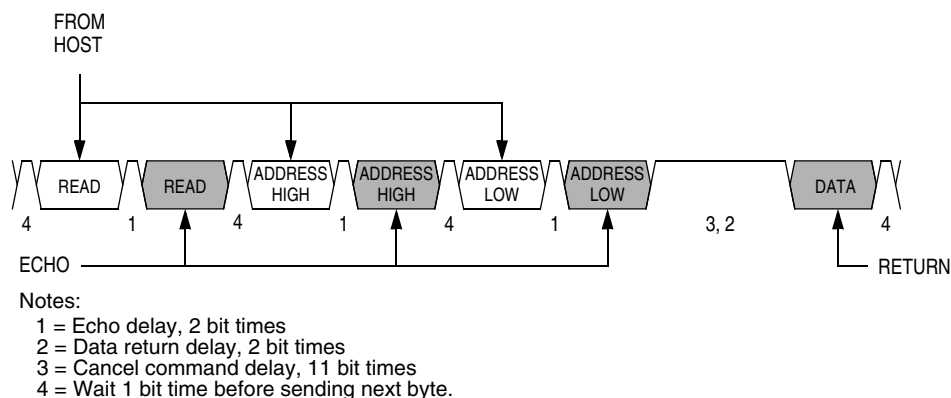 FROM
HOST
READ
READ
ADDRESS
HIGH
ADDRESS
HIGH
ADDRESS
LOW
ADDRESS
LOW
DATA
4
1
4
1
4
1
3, 2
4
ECHO
RETURN
Notes:
1 = Echo delay, 2 bit times
2 = Data return delay, 2 bit times
3 = Cancel command delay, 11 bit times
4 = Wait 1 bit time before sending next byte.